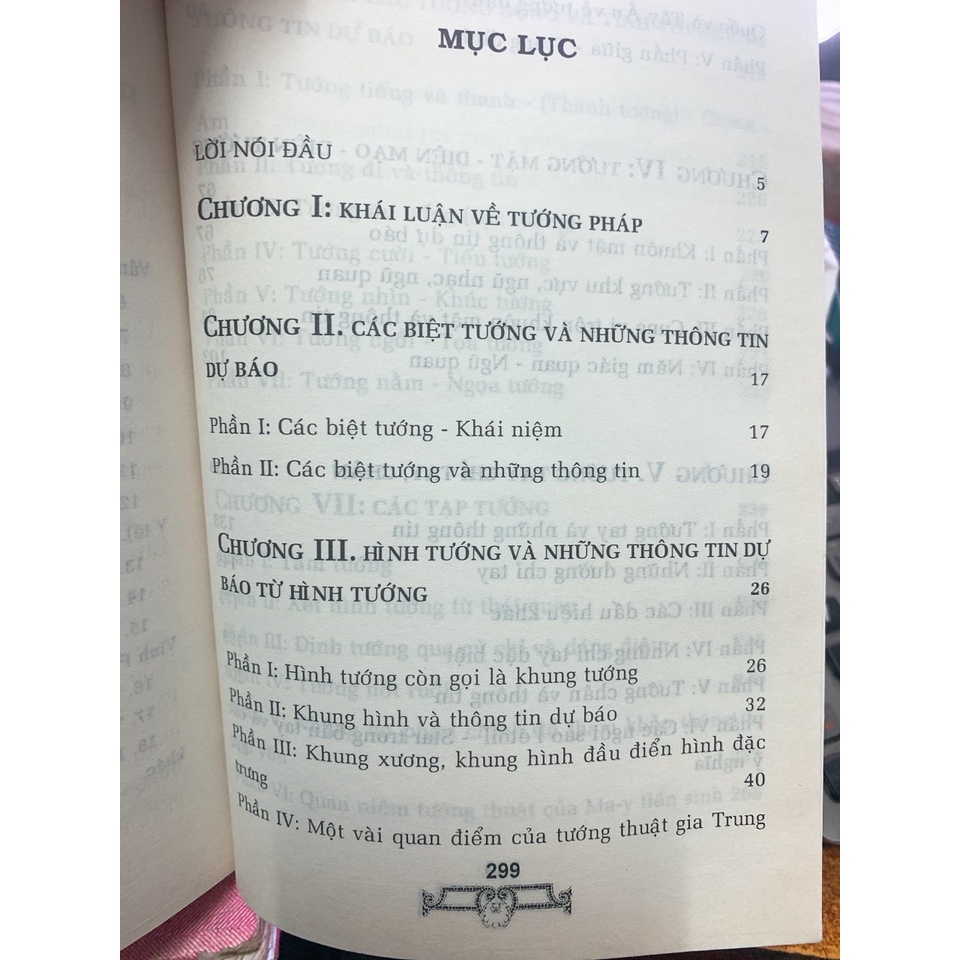 MỤC LỤC
LỜI NÓI ĐẦU 5
CHƯƠNG I: KHÁI LUẬN VỀ TƯỚNG PHÁP 7
CHƯƠNG II. CÁC BIỆT TƯỚNG VÀ NHỮNG THÔNG TIN
DỰ BÁO 17
Phần I: Các biệt tướng - Khái niệm 17
Phần II: Các biệt tướng và những thông tin 19
CHƯƠNG III. HÌNH TƯỚNG VÀ NHỮNG THÔNG TIN DỰ
BÁO TỪ HÌNH TƯỚNG 26
Phần I: Hình tướng còn gọi là khung tướng 26
Phần II: Khung hình và thông tin dự báo 32
Phần III: Khung xương, khung hình đầu điển hình đặc
trưng 40
Phần IV: Một vài quan điểm của tướng thuật gia Trung
299